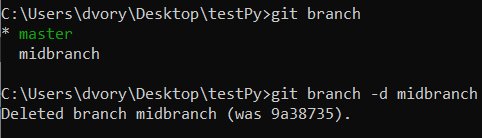 C:\Users\dvory\Desktop\testPy>git branch
* master
  midbranch
C:\Users\dvory\Desktop\testPy>git branch -d midbranch
Deleted branch midbranch (was 9a38735).